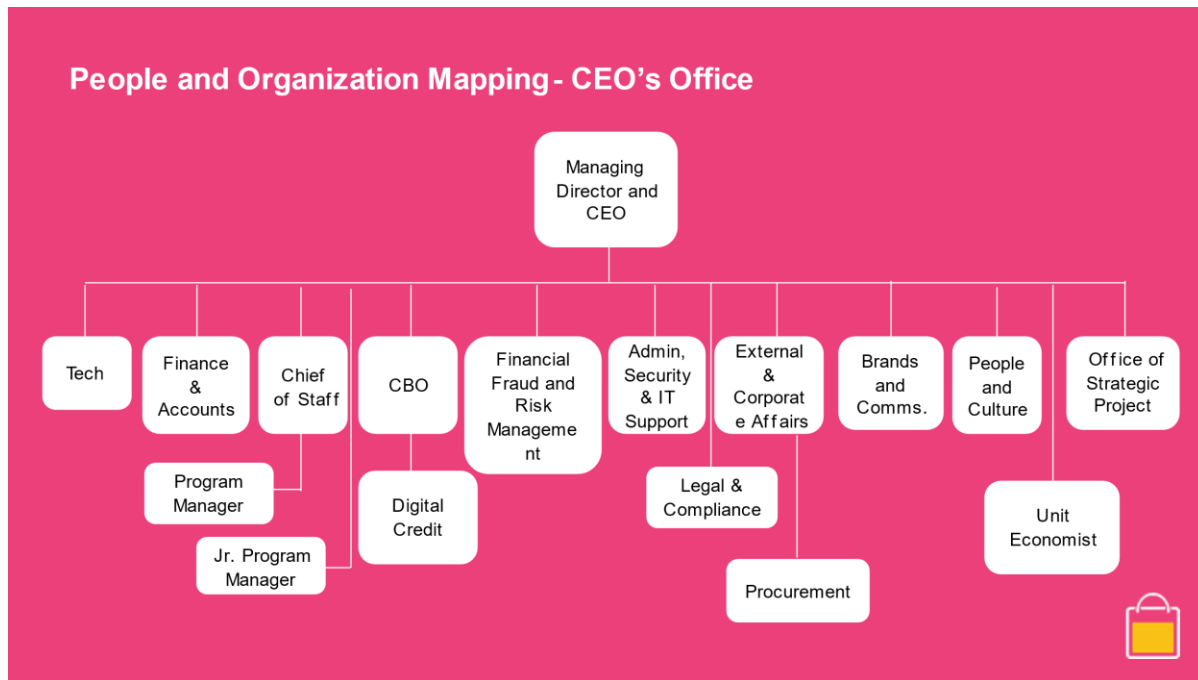 People and Organization Mapping - CEO's Office
Managing
Director and
CEO
Tech
Finance
&
Accounts
Chief
of Staff
CBO
Financial
Fraud and
Risk
Manageme
nt
Admin,
Security
& IT
Support
External
&
Corporat
e Affairs
Brands
and
Comms.
People
and
Culture
Office of
Strategic
Project
Program
Manager
Digital
Credit
Legal &
Compliance
Unit
Economist
Jr. Program
Manager
Procurement